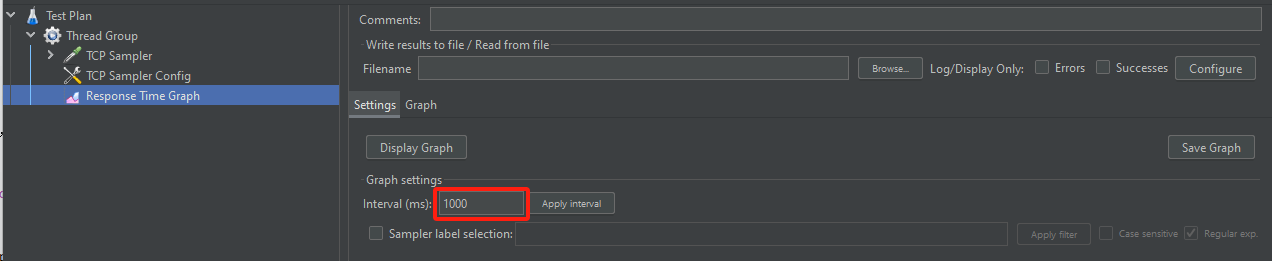 Test Plan
Thread Group
TCP Sampler
TCP Sampler Config
Response Time Graph
Comments:
Write results to file / Read from file
Filename Browse... Log/Display Only: Errors Successes Configure
Settings Graph
Display Graph Save Graph
Graph settings
Interval (ms): 1000 Apply interval
Sampler label selection: Apply filter Case sensitive Regular exp.